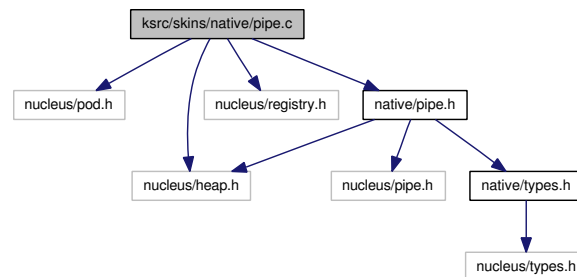 ksrc/skins/native/pipe.c
nucleus/pod.h
nucleus/registry.h
native/pipe.h
nucleus/heap.h
nucleus/pipe.h
native/types.h
nucleus/types.h